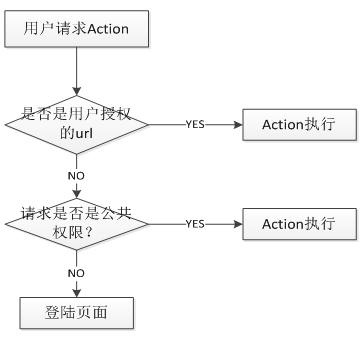 用户请求Action
是否是用户授权
的url
YES
Action执行
NO
请求是否是公共
权限?
YES
Action执行
NO
登陆页面